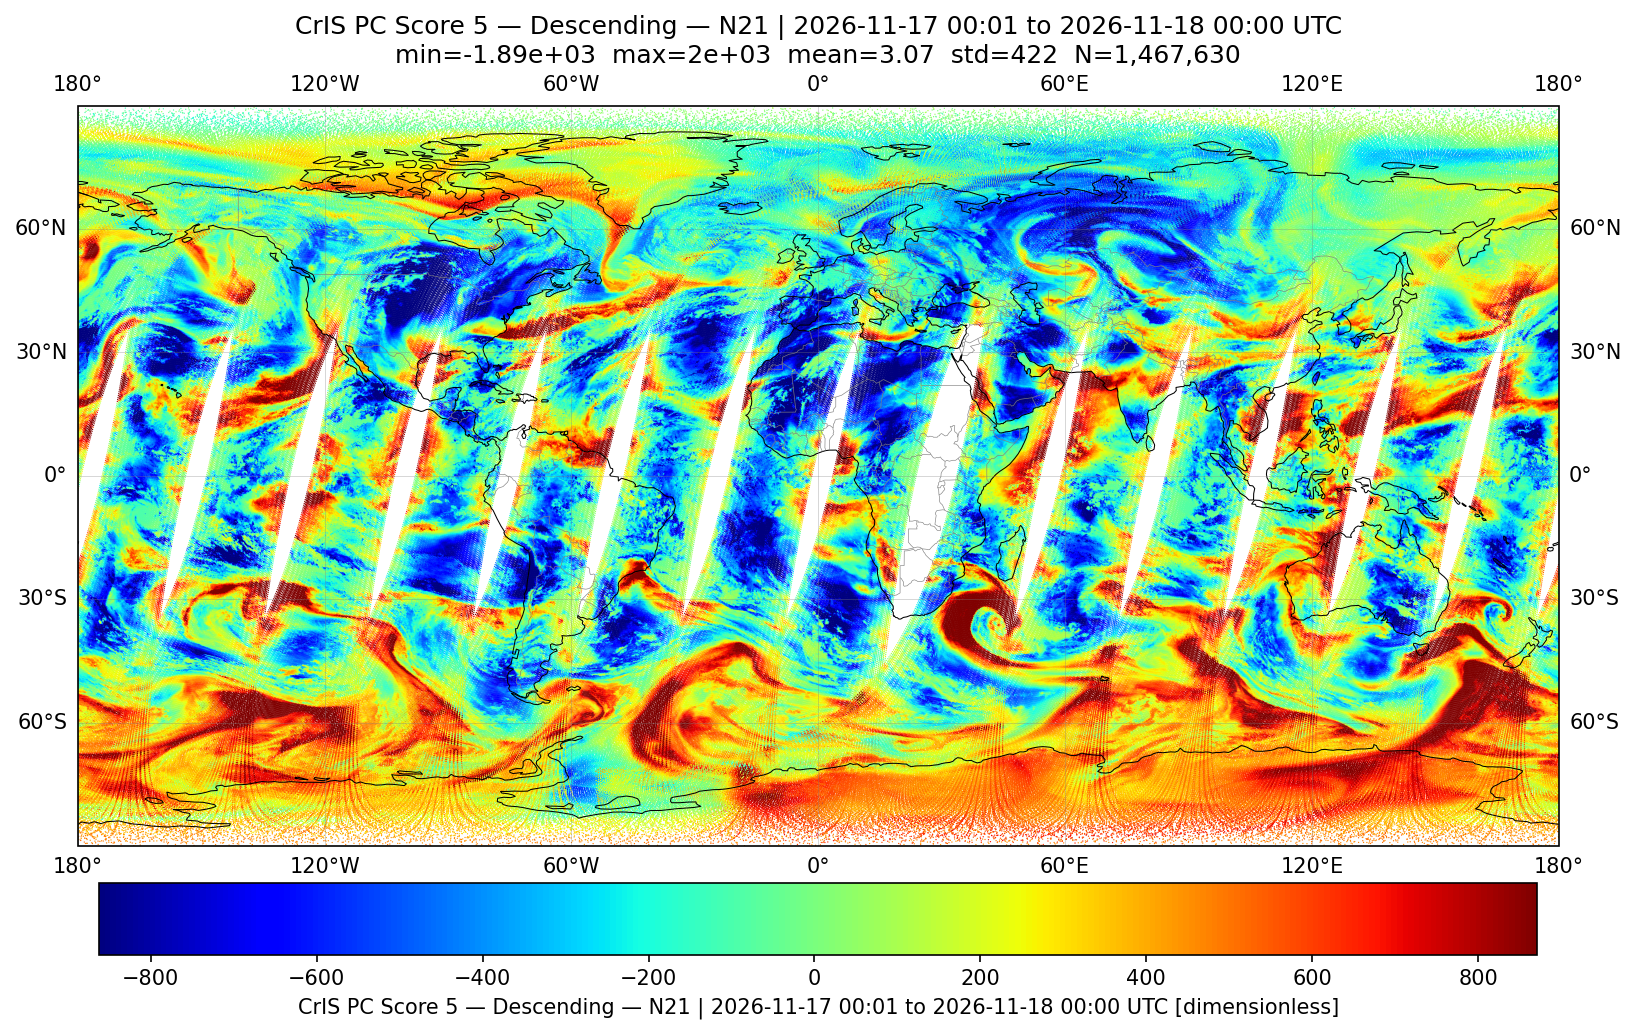 CrIS PC Score 5 — Descending — N21 | 2026-11-17 00:01 to 2026-11-18 00:00 UTC
min=-1.89e+03 max=2e+03 mean=3.07 std=422 N=1,467,630
180° 120°W 60°W 0° 60°E 120°E 180°
60°N 60°N
30°N 30°N
0° 0°
30°S 30°S
60°S 60°S
180° 120°W 60°W 0° 60°E 120°E 180°
−800 −600 −400 −200 0 200 400 600 800
CrIS PC Score 5 — Descending — N21 | 2026-11-17 00:01 to 2026-11-18 00:00 UTC [dimensionless]